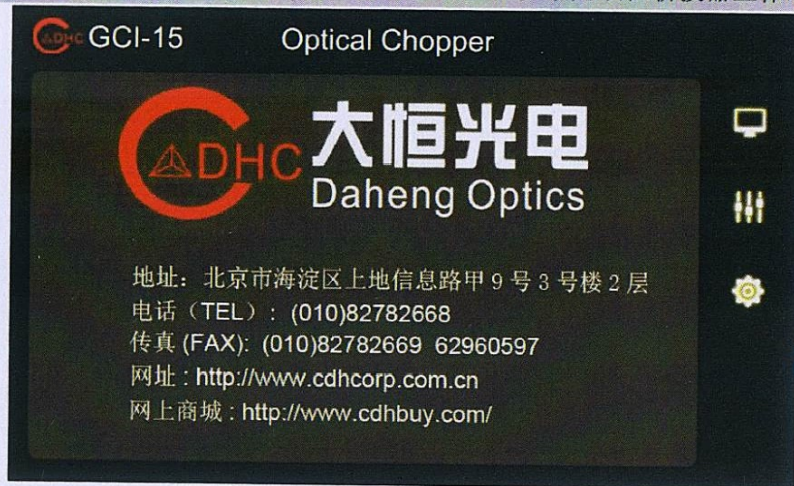 DHC GCI-15 Optical Chopper
DHC 大恒光电
Daheng Optics
地址：北京市海淀区上地信息路甲9号3号楼2层
电话（TEL）：(010)82782668
传真 (FAX): (010)82782669 62960597
网址 : http://www.cdhcorp.com.cn
网上商城 : http://www.cdhbuy.com/